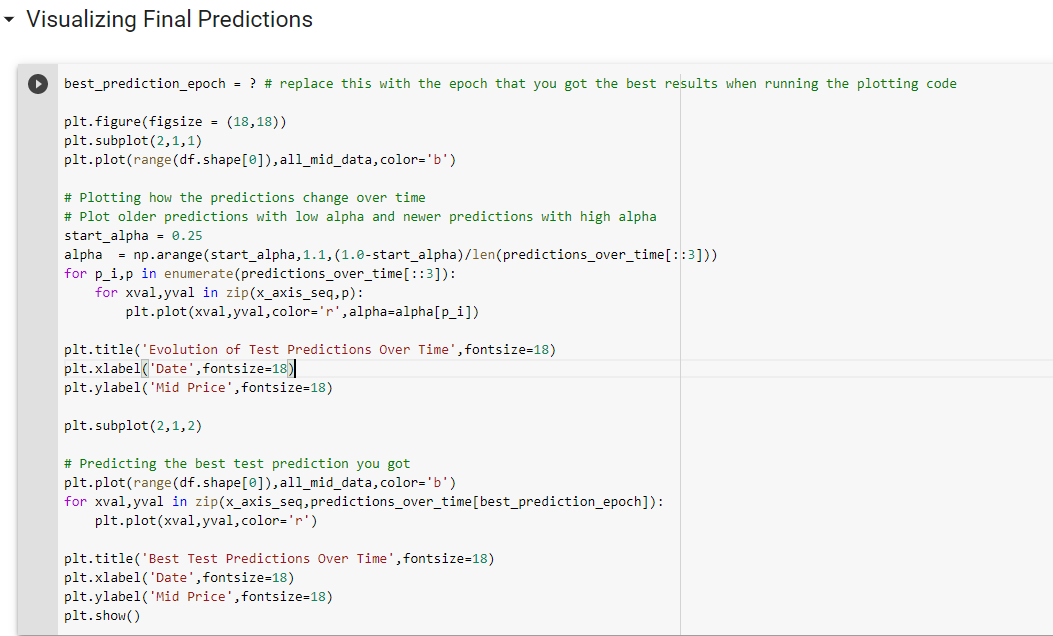 Visualizing Final Predictions
best_prediction_epoch = ? # replace this with the epoch that you got the best results when running the plotting code
plt.figure(figsize = (18,18))
plt.subplot(2,1,1)
plt.plot(range(df.shape[0]),all_mid_data,color='b')
# Plotting how the predictions change over time
# Plot older predictions with low alpha and newer predictions with high alpha
start_alpha = 0.25
alpha  = np.arange(start_alpha,1.1,(1.0-start_alpha)/len(predictions_over_time[::3]))
for p_i,p in enumerate(predictions_over_time[::3]):
    for xval,yval in zip(x_axis_seq,p):
        plt.plot(xval,yval,color='r',alpha=alpha[p_i])
plt.title('Evolution of Test Predictions Over Time',fontsize=18)
plt.xlabel('Date',fontsize=18)
plt.ylabel('Mid Price',fontsize=18)
plt.subplot(2,1,2)
# Predicting the best test prediction you got
plt.plot(range(df.shape[0]),all_mid_data,color='b')
for xval,yval in zip(x_axis_seq,predictions_over_time[best_prediction_epoch]):
    plt.plot(xval,yval,color='r')
plt.title('Best Test Predictions Over Time',fontsize=18)
plt.xlabel('Date',fontsize=18)
plt.ylabel('Mid Price',fontsize=18)
plt.show()